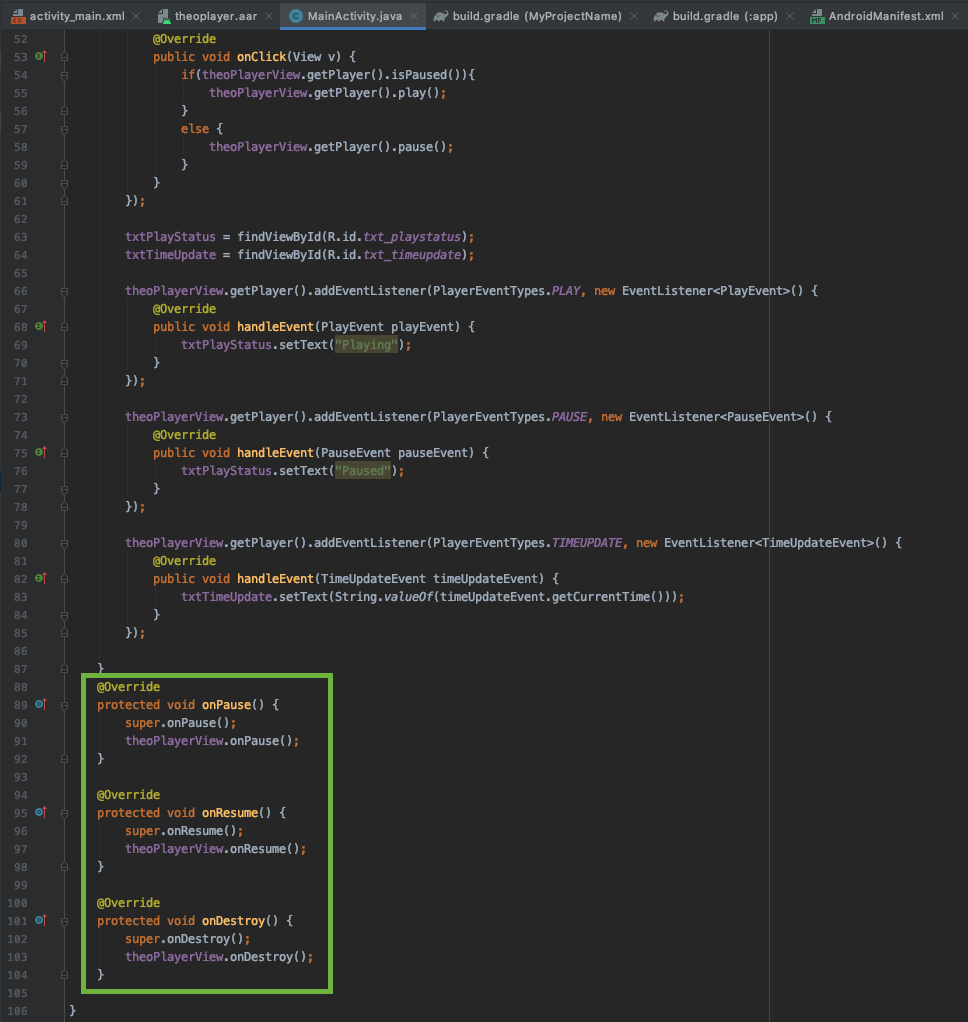 activity_main.xml theoplayer.aar MainActivity.java build.gradle (MyProjectName) build.gradle (:app) AndroidManifest.xml
52 @Override
53 public void onClick(View v) {
54 if(theoPlayerView.getPlayer().isPaused()){
55 theoPlayerView.getPlayer().play();
56 }
57 else {
58 theoPlayerView.getPlayer().pause();
59 }
60 }
61 });
62
63 txtPlayStatus = findViewById(R.id.txt_playstatus);
64 txtTimeUpdate = findViewById(R.id.txt_timeupdate);
65
66 theoPlayerView.getPlayer().addEventListener(PlayerEventTypes.PLAY, new EventListener<PlayEvent>() {
67 @Override
68 public void handleEvent(PlayEvent playEvent) {
69 txtPlayStatus.setText("Playing");
70 }
71 });
72
73 theoPlayerView.getPlayer().addEventListener(PlayerEventTypes.PAUSE, new EventListener<PauseEvent>() {
74 @Override
75 public void handleEvent(PauseEvent pauseEvent) {
76 txtPlayStatus.setText("Paused");
77 }
78 });
79
80 theoPlayerView.getPlayer().addEventListener(PlayerEventTypes.TIMEUPDATE, new EventListener<TimeUpdateEvent>() {
81 @Override
82 public void handleEvent(TimeUpdateEvent timeUpdateEvent) {
83 txtTimeUpdate.setText(String.valueOf(timeUpdateEvent.getCurrentTime()));
84 }
85 });
86
87 }
88 @Override
89 protected void onPause() {
90 super.onPause();
91 theoPlayerView.onPause();
92 }
93
94 @Override
95 protected void onResume() {
96 super.onResume();
97 theoPlayerView.onResume();
98 }
99
100 @Override
101 protected void onDestroy() {
102 super.onDestroy();
103 theoPlayerView.onDestroy();
104 }
105
106 }